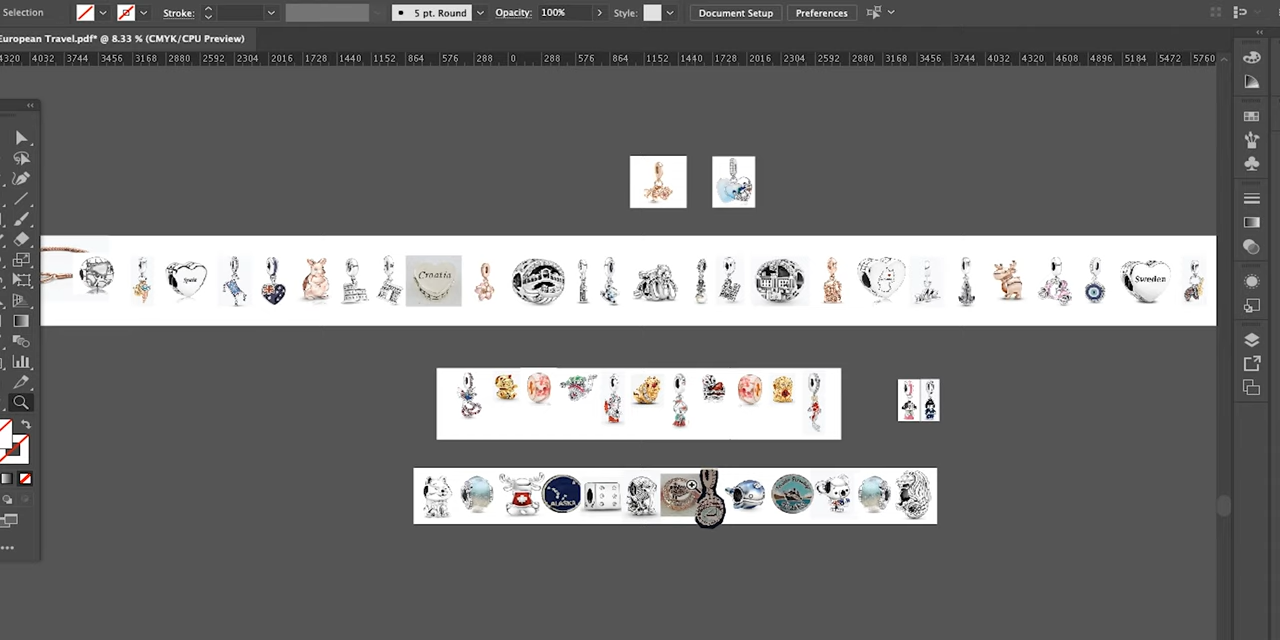 Selection
Stroke:
5 pt. Round
Opacity:
100%
Style:
Document Setup
Preferences
European Travel.pdf* @ 8.33 % (CMYK/CPU Preview)
4320 4032 3744 3456 3168 2880 2592 2304 2016 1728 1440 1152 864 576 288 0 288 576 864 1152 1440 1728 2016 2304 2592 2880 3168 3456 3744 4032 4320 4608 4896 5184 5472 5760
Spain
Croatia
Sweden
ALASKA